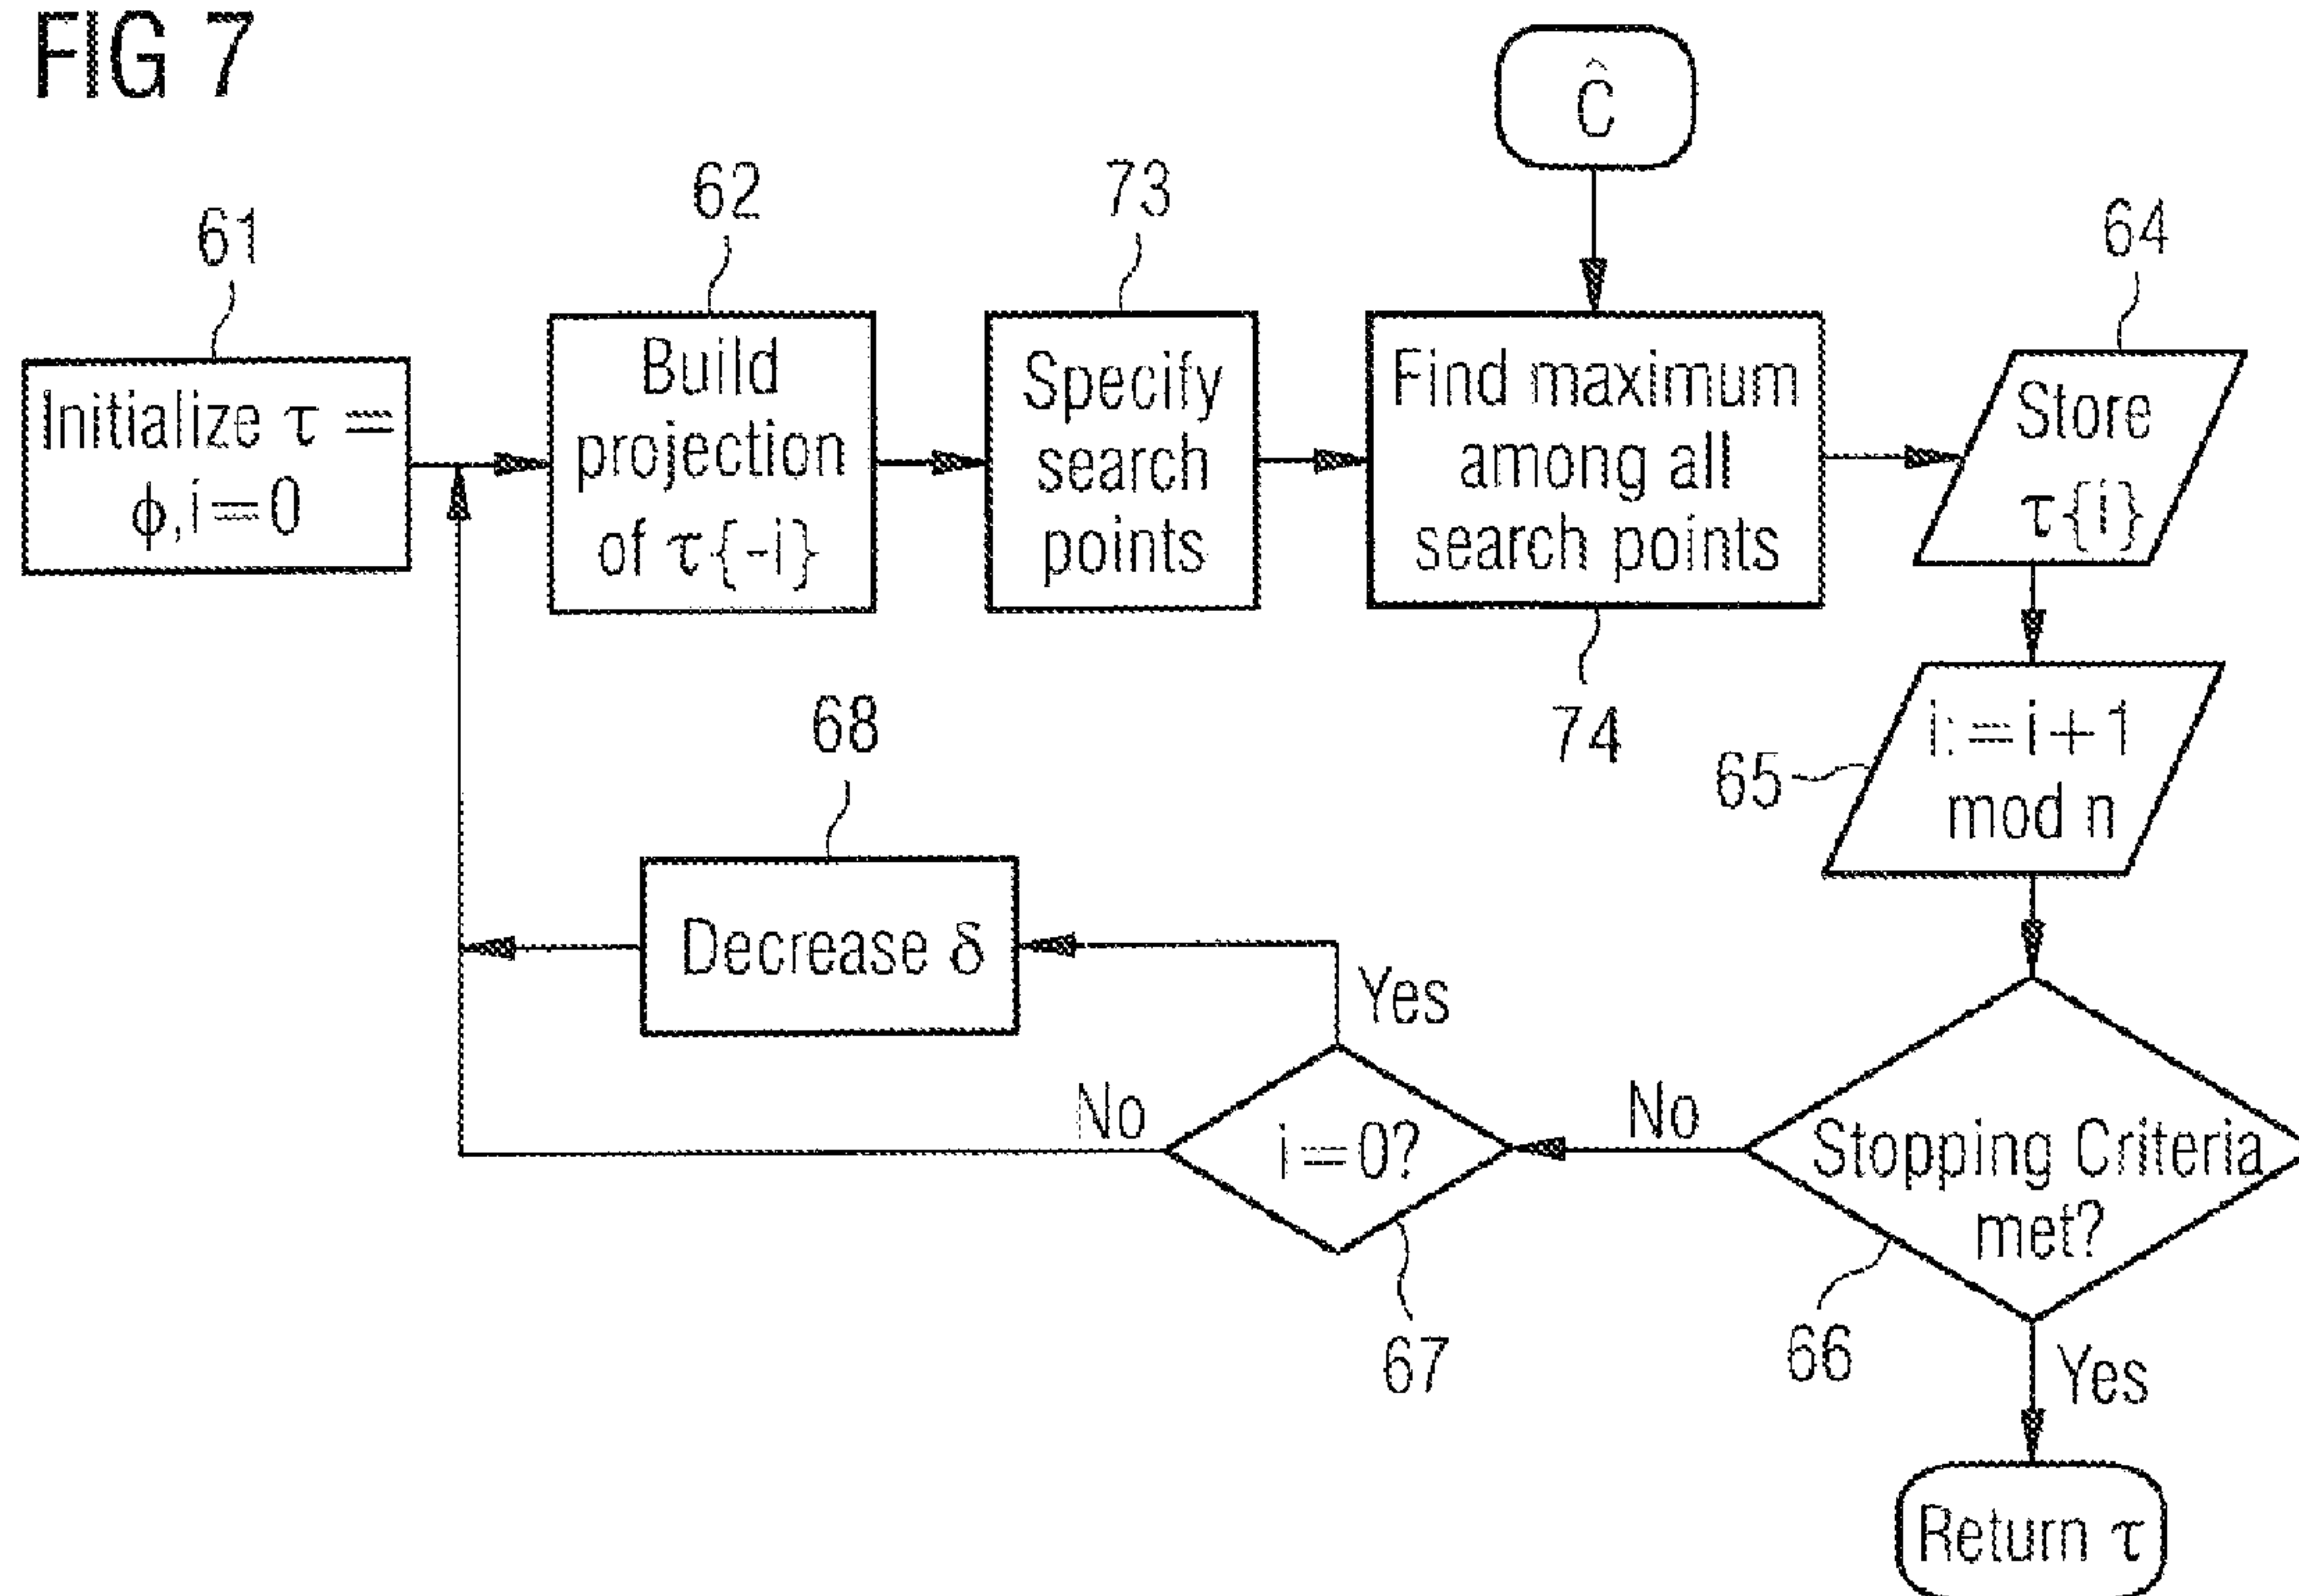 FIG 7
Ĉ
61
Initialize τ =
ϕ,i=0
62
Build
projection
of τ{-i}
73
Specify
search
points
Find maximum
among all
search points
74
64
Store
τ{i}
65
i:=i+1
mod n
68
Decrease δ
Yes
No
i=0?
67
No
Stopping Criteria
met?
66
Yes
Return τ